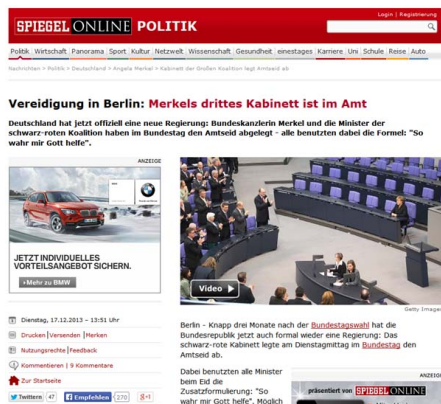 Login | Registrierung
SPIEGEL ONLINE POLITIK
Politik Wirtschaft Panorama Sport Kultur Netzwelt Wissenschaft Gesundheit einestages Karriere Uni Schule Reise Auto
Nachrichten > Politik > Deutschland > Angela Merkel > Kabinett der Großen Koalition legt Amtseid ab
Vereidigung in Berlin: Merkels drittes Kabinett ist im Amt
Deutschland hat jetzt offiziell eine neue Regierung: Bundeskanzlerin Merkel und die Minister der
schwarz-roten Koalition haben im Bundestag den Amtseid abgelegt - alle benutzten dabei die Formel: "So
wahr mir Gott helfe".
ANZEIGE
JETZT INDIVIDUELLES
VORTEILSANGEBOT SICHERN.
>Mehr zu BMW
Video
Getty Images
Dienstag, 17.12.2013 – 13:51 Uhr
Drucken | Versenden | Merken
Nutzungsrechte | Feedback
Kommentieren | 9 Kommentare
Zur Startseite
Twittern 47 Empfehlen 270 +1
Berlin - Knapp drei Monate nach der Bundestagswahl hat die
Bundesrepublik jetzt auch formal wieder eine Regierung: Das
schwarz-rote Kabinett legte am Dienstagmittag im Bundestag den
Amtseid ab.
Dabei benutzten alle Minister
beim Eid die
Zusatzformulierung: "So
wahr mir Gott helfe". Möglich
ANZEIGE
präsentiert von SPIEGEL ONLINE